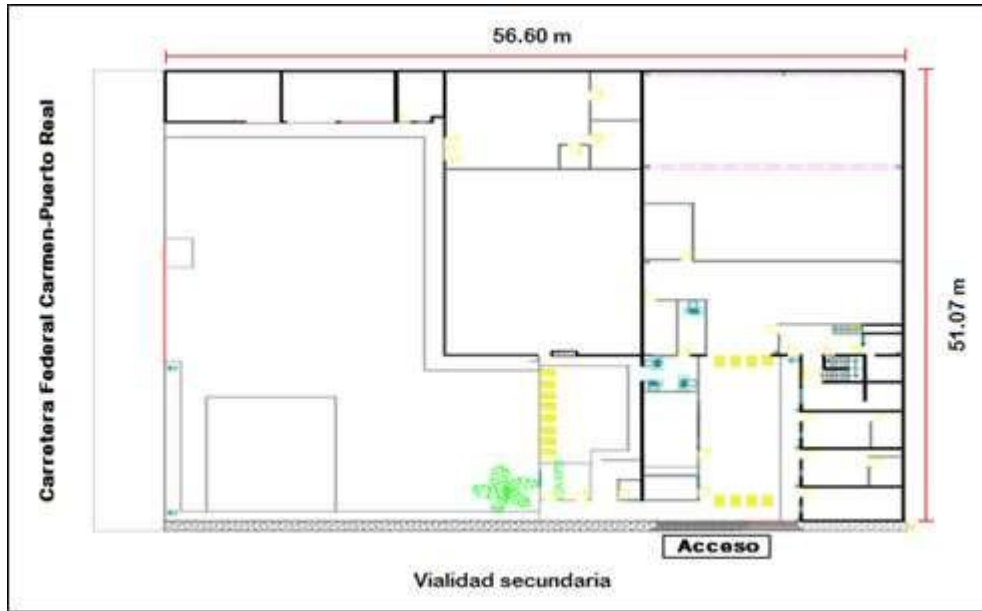 56.60 m
Carretera Federal Carmen-Puerto Real
51.07 m
Acceso
Vialidad secundaria